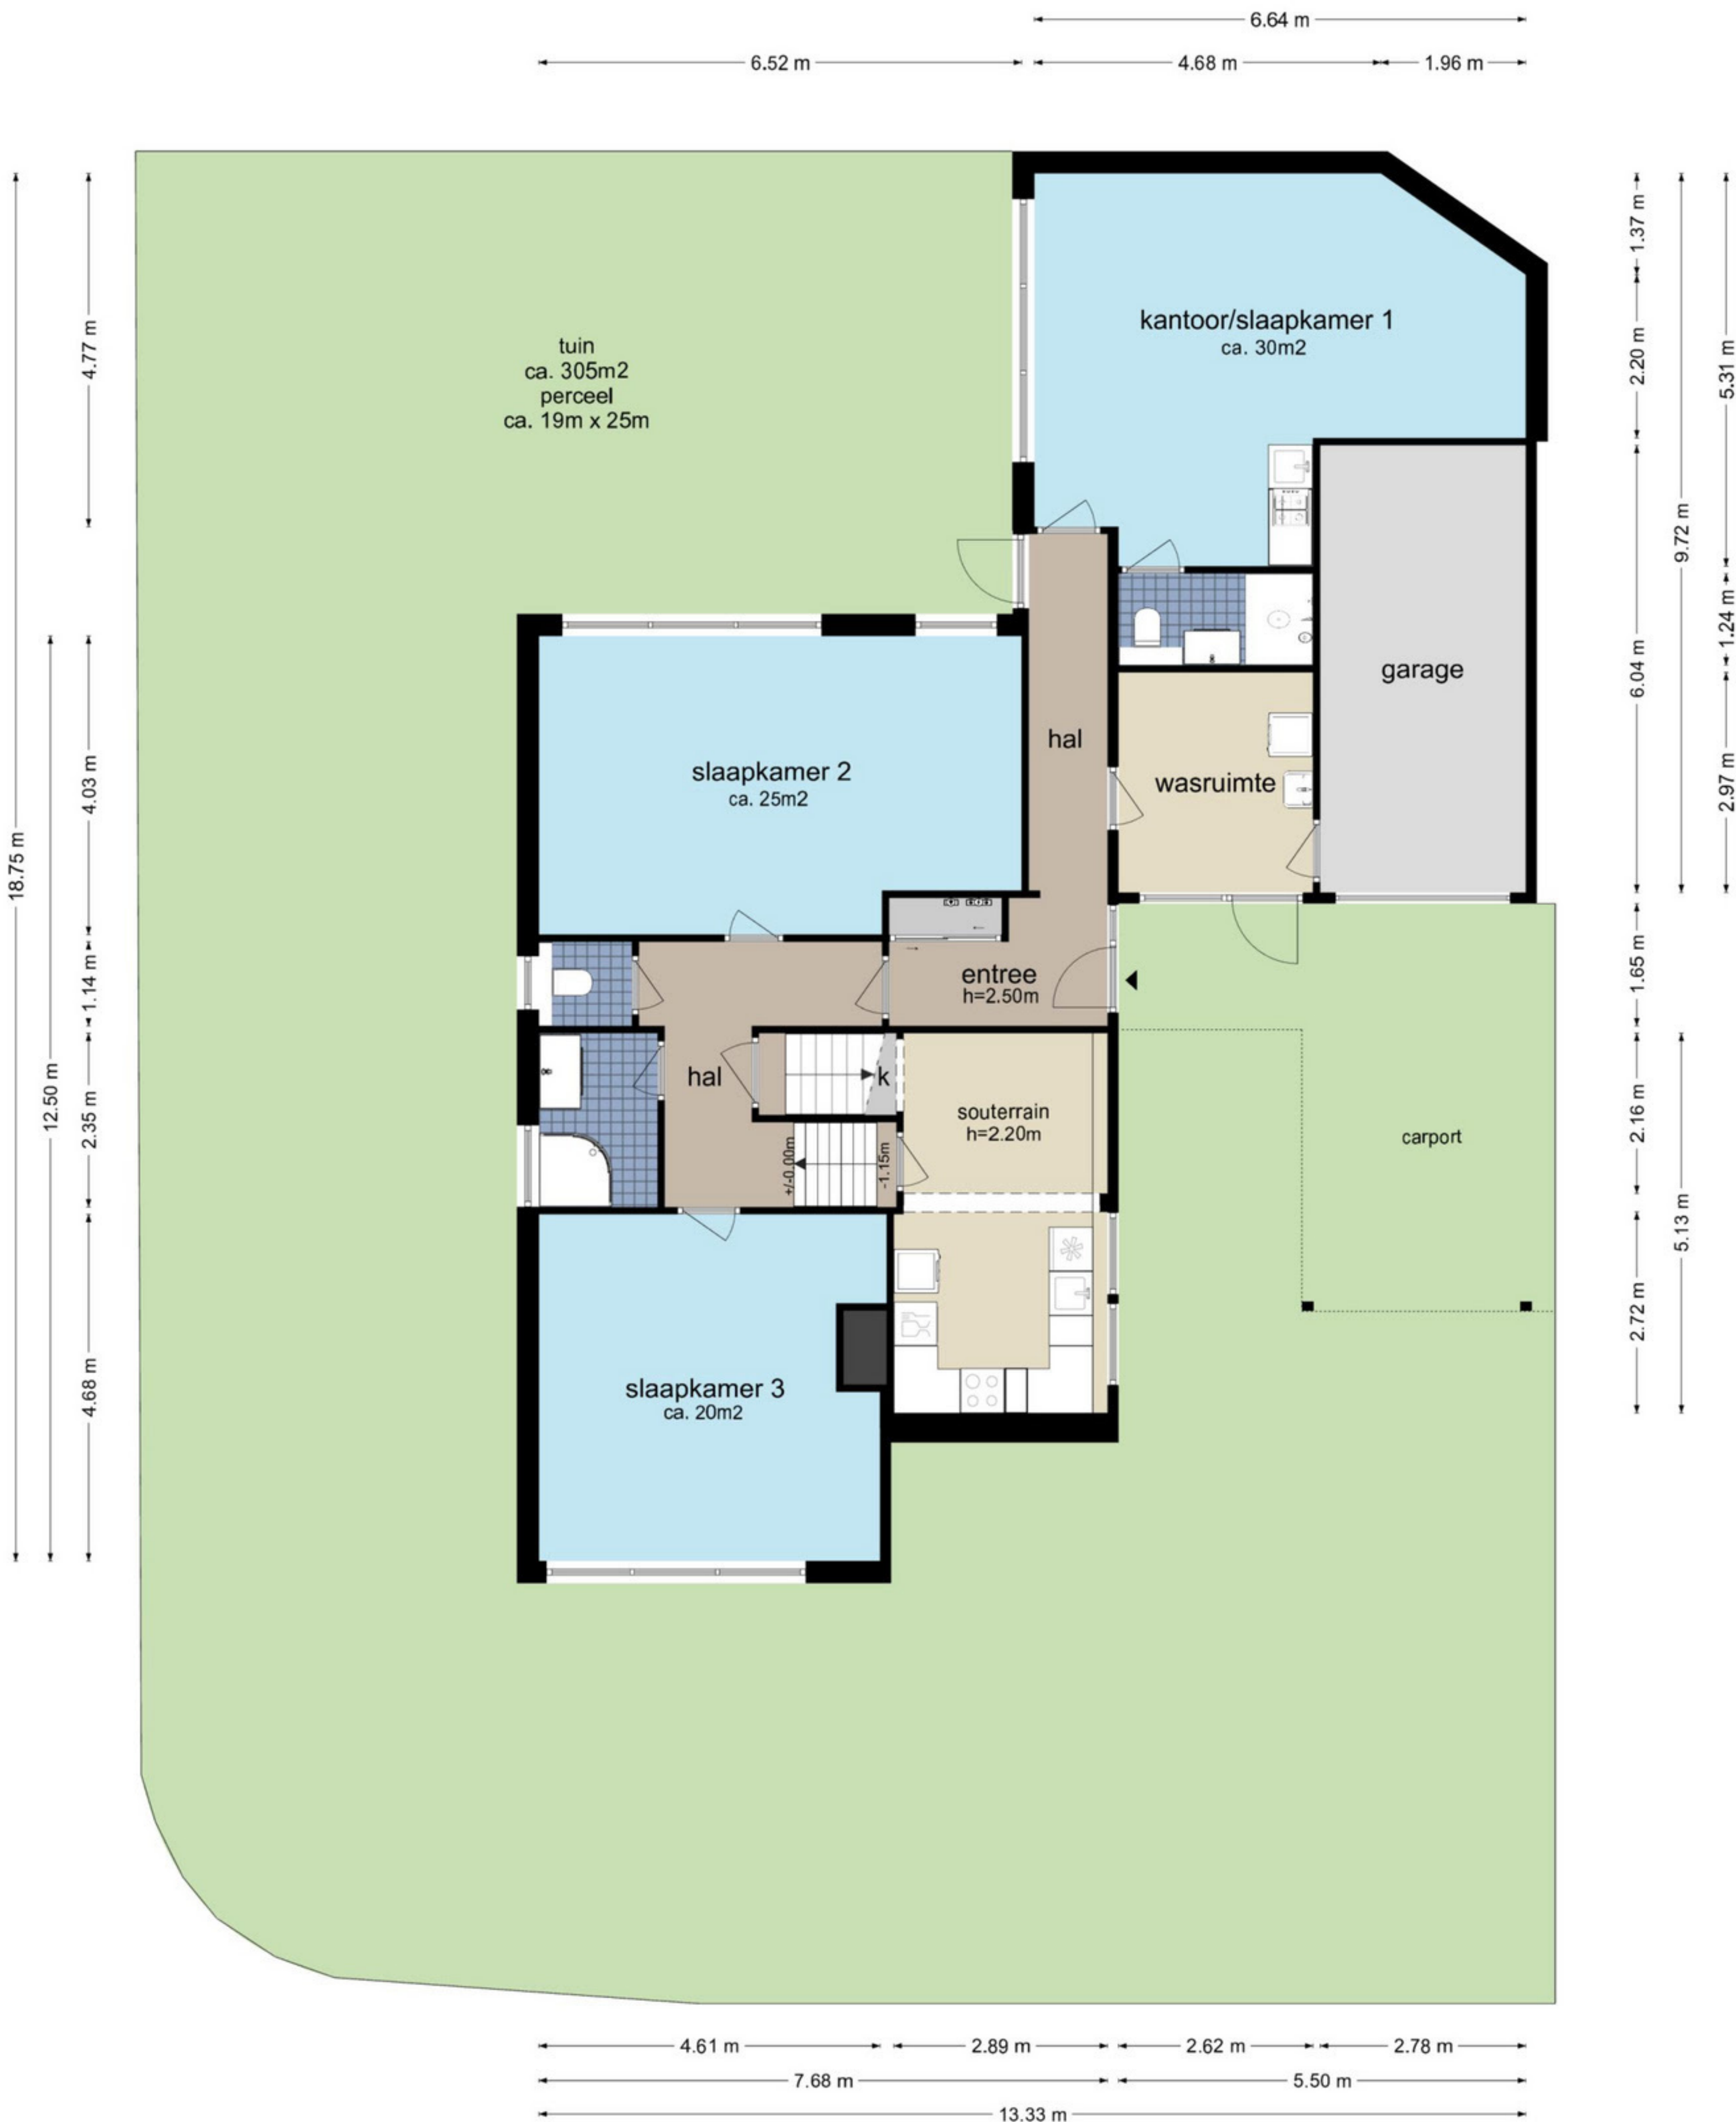 6.64 m
6.52 m
4.68 m
1.96 m
18.75 m
12.50 m
4.77 m
4.03 m
1.14 m
2.35 m
4.68 m
1.37 m
2.20 m
6.04 m
1.65 m
2.16 m
2.72 m
9.72 m
5.13 m
5.31 m
1.24 m
2.97 m
tuin
ca. 305m2
perceel
ca. 19m x 25m
kantoor/slaapkamer 1
ca. 30m2
garage
hal
wasruimte
slaapkamer 2
ca. 25m2
entree
h=2.50m
hal
k
souterrain
h=2.20m
+/-0.00m
-1.15m
carport
slaapkamer 3
ca. 20m2
4.61 m
2.89 m
2.62 m
2.78 m
7.68 m
5.50 m
13.33 m